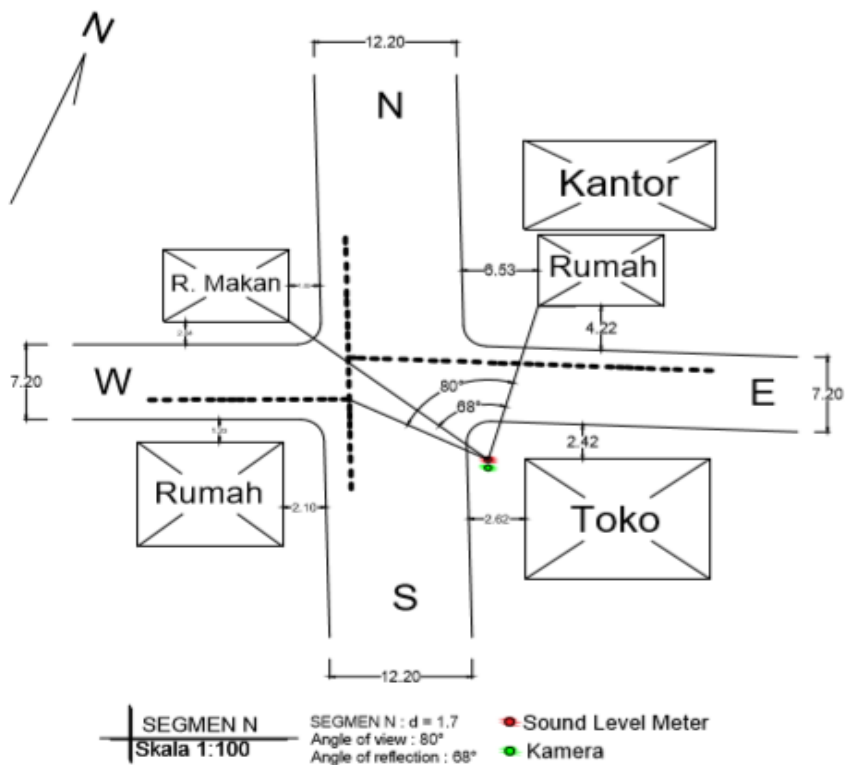 N
12.20
N
Kantor
R. Makan
6.53
Rumah
4.22
7.20
W
80°
68°
E
7.20
Rumah
2.10
2.42
2.62
Toko
S
12.20
SEGMEN N
Skala 1:100
SEGMEN N : d = 1.7
Angle of view : 80°
Angle of reflection : 68°
Sound Level Meter
Kamera